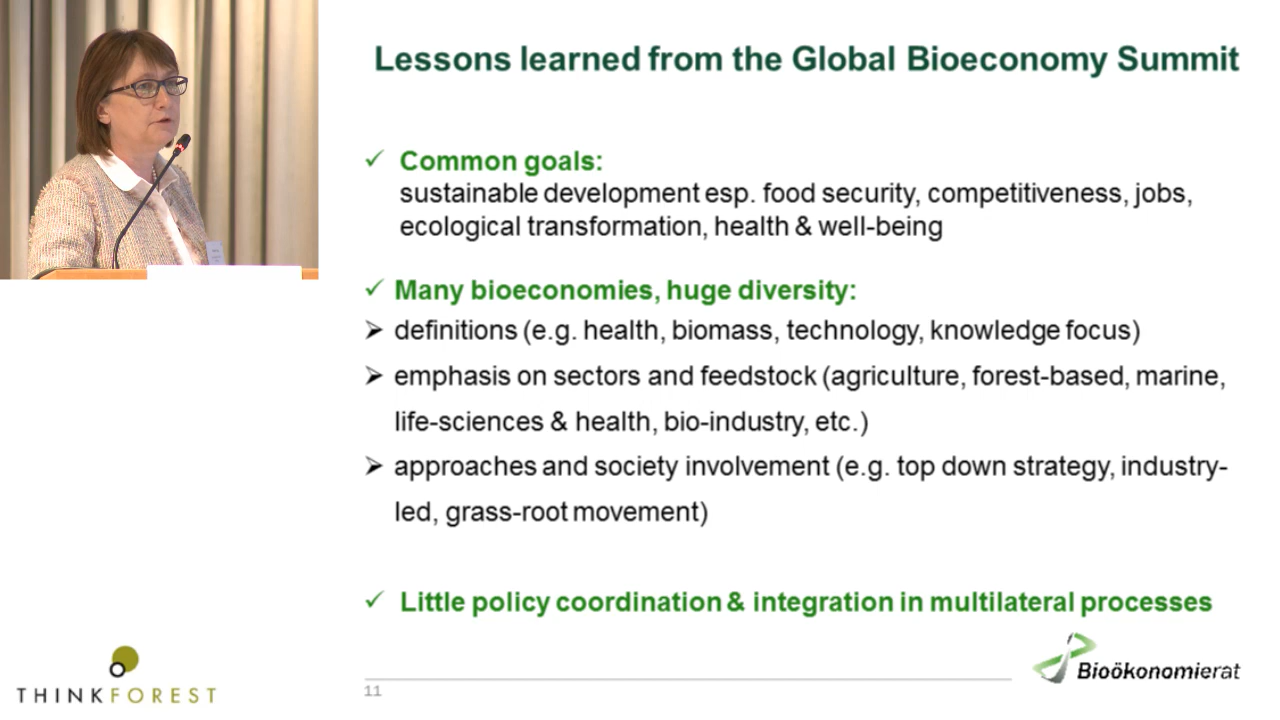 Lessons learned from the Global Bioeconomy Summit
✓ Common goals:
sustainable development esp. food security, competitiveness, jobs,
ecological transformation, health & well-being
✓ Many bioeconomies, huge diversity:
➢ definitions (e.g. health, biomass, technology, knowledge focus)
➢ emphasis on sectors and feedstock (agriculture, forest-based, marine,
life-sciences & health, bio-industry, etc.)
➢ approaches and society involvement (e.g. top down strategy, industry-
led, grass-root movement)
✓ Little policy coordination & integration in multilateral processes
THINKFOREST
11
Bioökonomierat